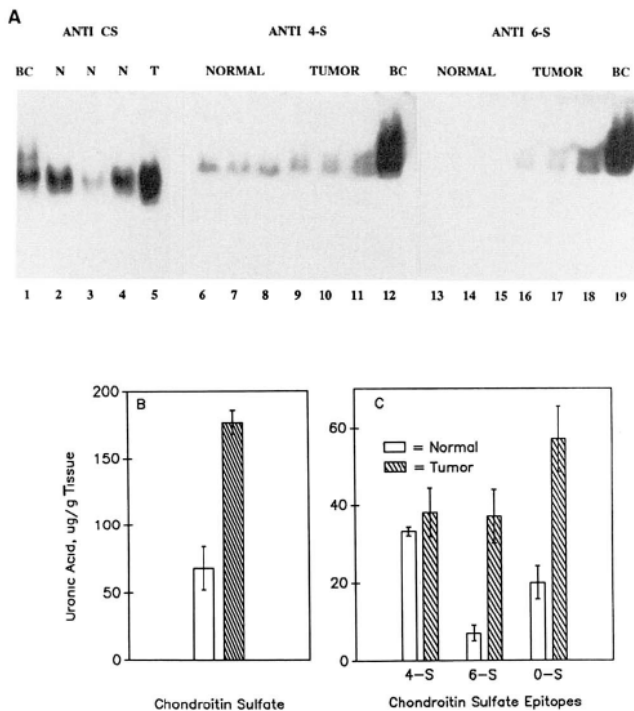 A
ANTI CS ANTI 4-S ANTI 6-S
BC N N N T NORMAL TUMOR BC NORMAL TUMOR BC
1 2 3 4 5 6 7 8 9 10 11 12 13 14 15 16 17 18 19
B
Uronic Acid, ug/g Tissue
200
150
100
50
0
Chondroitin Sulfate
C
= Normal
= Tumor
60
40
20
0
4-S 6-S 0-S
Chondroitin Sulfate Epitopes